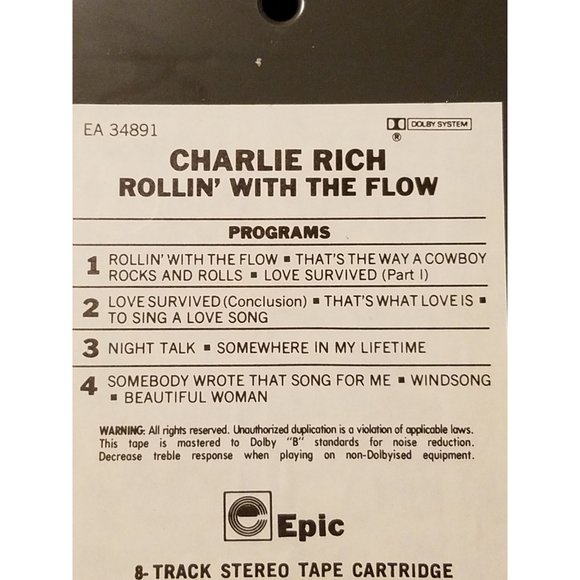 EA 34891
DOLBY SYSTEM
®
CHARLIE RICH
ROLLIN' WITH THE FLOW
PROGRAMS
1 ROLLIN' WITH THE FLOW ▪ THAT'S THE WAY A COWBOY
ROCKS AND ROLLS ▪ LOVE SURVIVED (Part I)
2 LOVE SURVIVED (Conclusion) ▪ THAT'S WHAT LOVE IS ▪
TO SING A LOVE SONG
3 NIGHT TALK ▪ SOMEWHERE IN MY LIFETIME
4 SOMEBODY WROTE THAT SONG FOR ME ▪ WINDSONG
▪ BEAUTIFUL WOMAN
WARNING: All rights reserved. Unauthorized duplication is a violation of applicable laws.
This tape is mastered to Dolby "B" standards for noise reduction.
Decrease treble response when playing on non-Dolbyised equipment.
Epic
8-TRACK STEREO TAPE CARTRIDGE